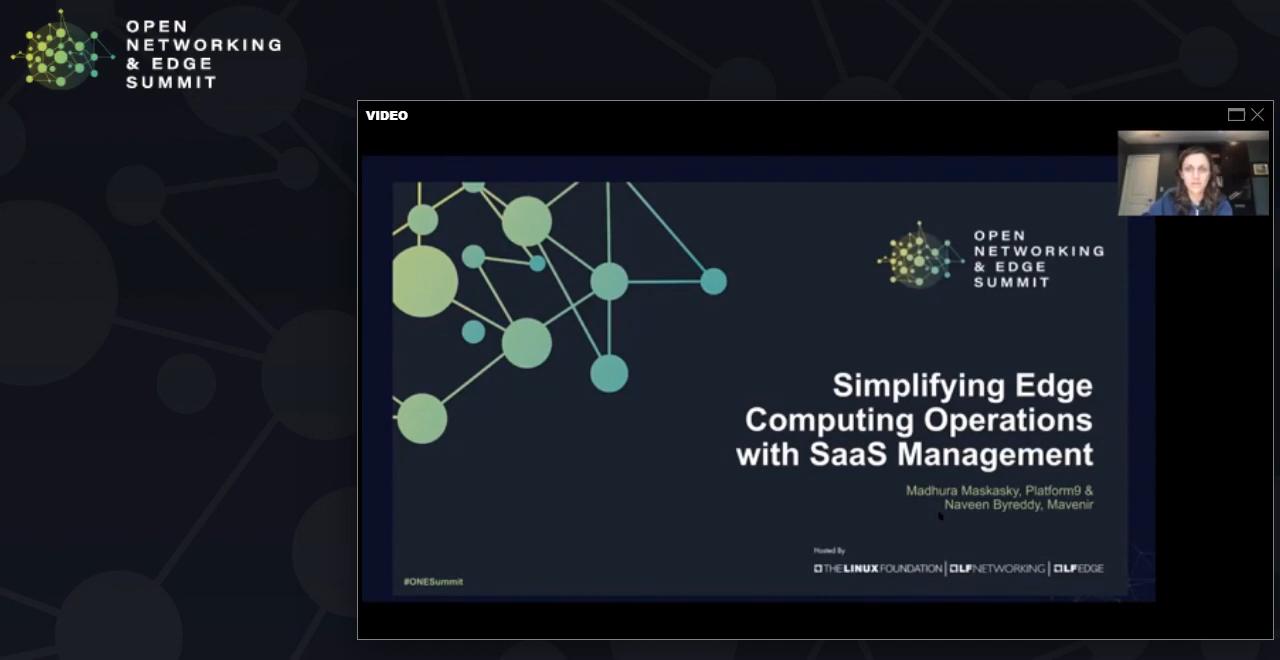 OPEN
NETWORKING
& EDGE
SUMMIT
VIDEO
OPEN
NETWORKING
& EDGE
SUMMIT
Simplifying Edge
Computing Operations
with SaaS Management
Madhura Maskasky, Platform9 &
Naveen Byreddy, Mavenir
Hosted By
THE LINUX FOUNDATION | LF NETWORKING | LF EDGE
#ONESummit